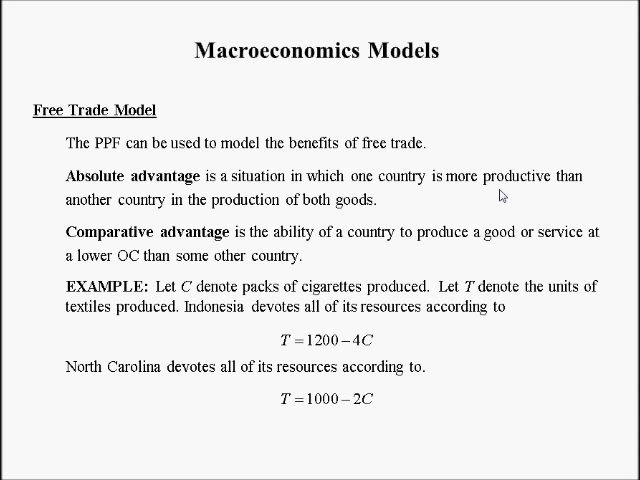 Macroeconomics Models
Free Trade Model
The PPF can be used to model the benefits of free trade.
Absolute advantage is a situation in which one country is more productive than
another country in the production of both goods.
Comparative advantage is the ability of a country to produce a good or service at
a lower OC than some other country.
EXAMPLE: Let C denote packs of cigarettes produced. Let T denote the units of
textiles produced. Indonesia devotes all of its resources according to
T = 1200 – 4C
North Carolina devotes all of its resources according to.
T = 1000 – 2C